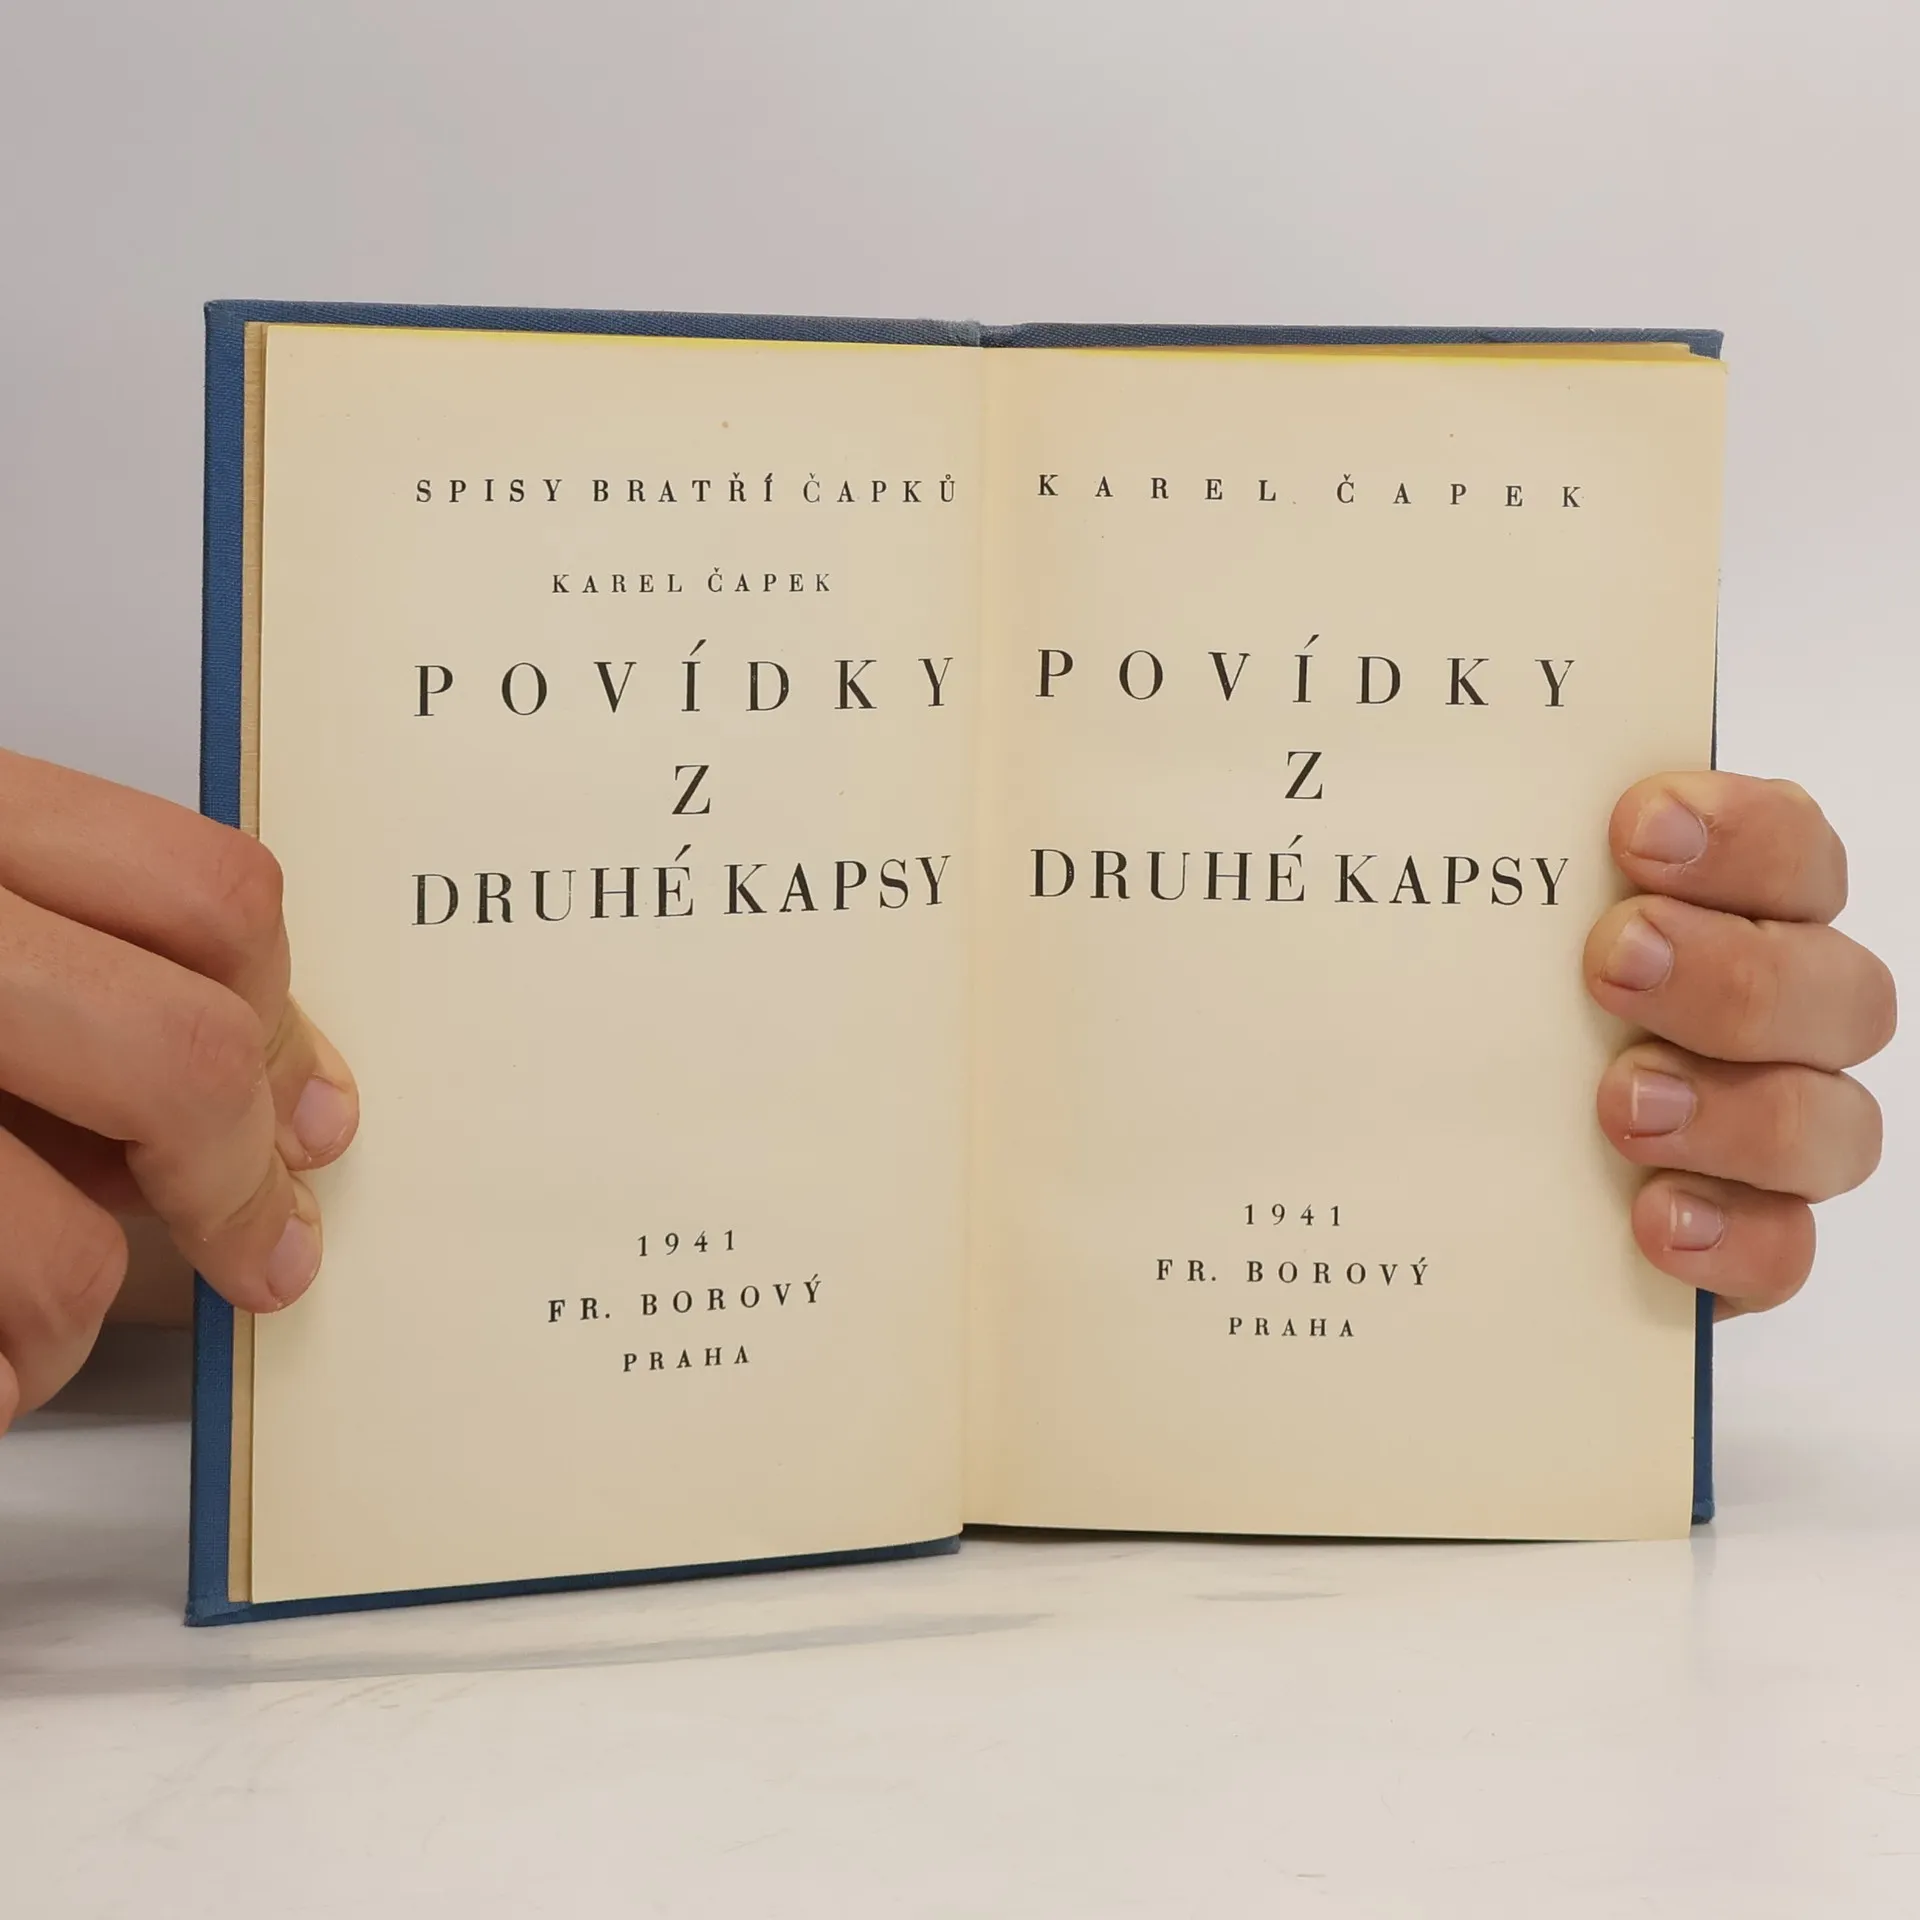 SPISY BRATŘÍ ČAPKŮ
KAREL ČAPEK
POVÍDKY
Z
DRUHÉ KAPSY
1941
FR. BOROVÝ
PRAHA
KAREL ČAPEK
POVÍDKY
Z
DRUHÉ KAPSY
1941
FR. BOROVÝ
PRAHA